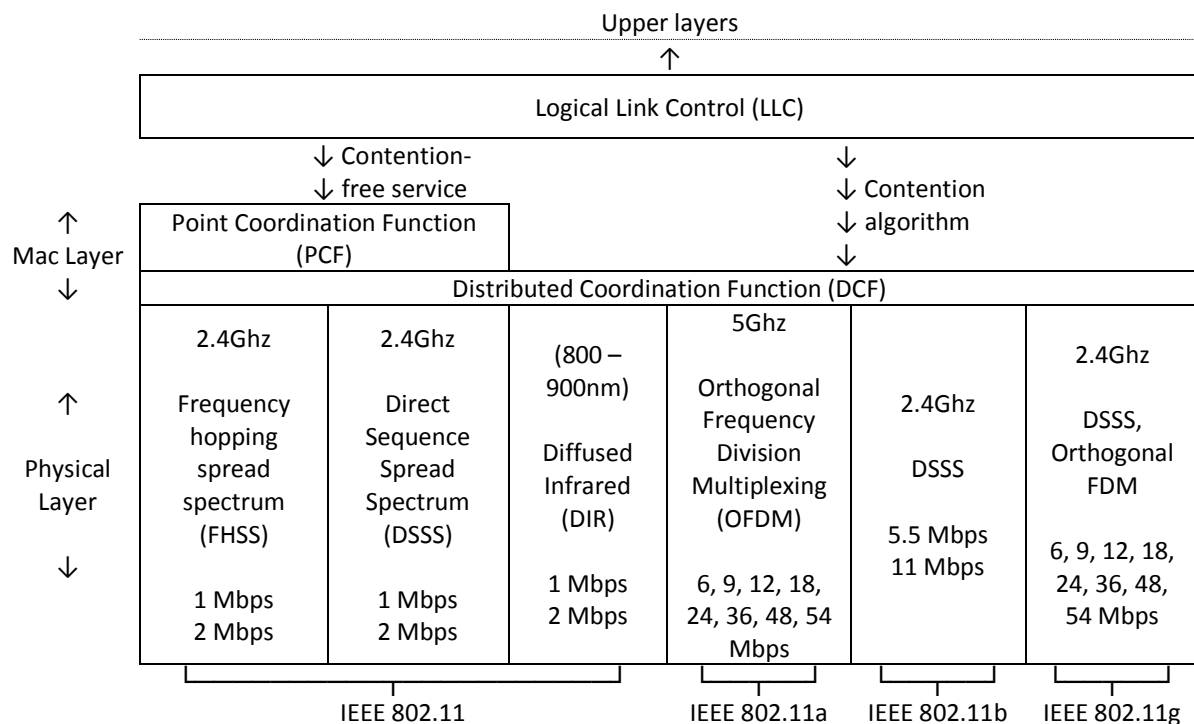 Upper layers
↑
Logical Link Control (LLC)
↓ Contention-
↓ free service
↓
↓ Contention
↓ algorithm
↓
↑
Mac Layer
↓
Point Coordination Function
(PCF)
Distributed Coordination Function (DCF)
↑
Physical
Layer
↓
2.4Ghz
Frequency
hopping
spread
spectrum
(FHSS)
1 Mbps
2 Mbps
2.4Ghz
Direct
Sequence
Spread
Spectrum
(DSSS)
1 Mbps
2 Mbps
(800 –
900nm)
Diffused
Infrared
(DIR)
1 Mbps
2 Mbps
5Ghz
Orthogonal
Frequency
Division
Multiplexing
(OFDM)
6, 9, 12, 18,
24, 36, 48, 54
Mbps
2.4Ghz
DSSS
5.5 Mbps
11 Mbps
2.4Ghz
DSSS,
Orthogonal
FDM
6, 9, 12, 18,
24, 36, 48,
54 Mbps
IEEE 802.11
IEEE 802.11a
IEEE 802.11b
IEEE 802.11g